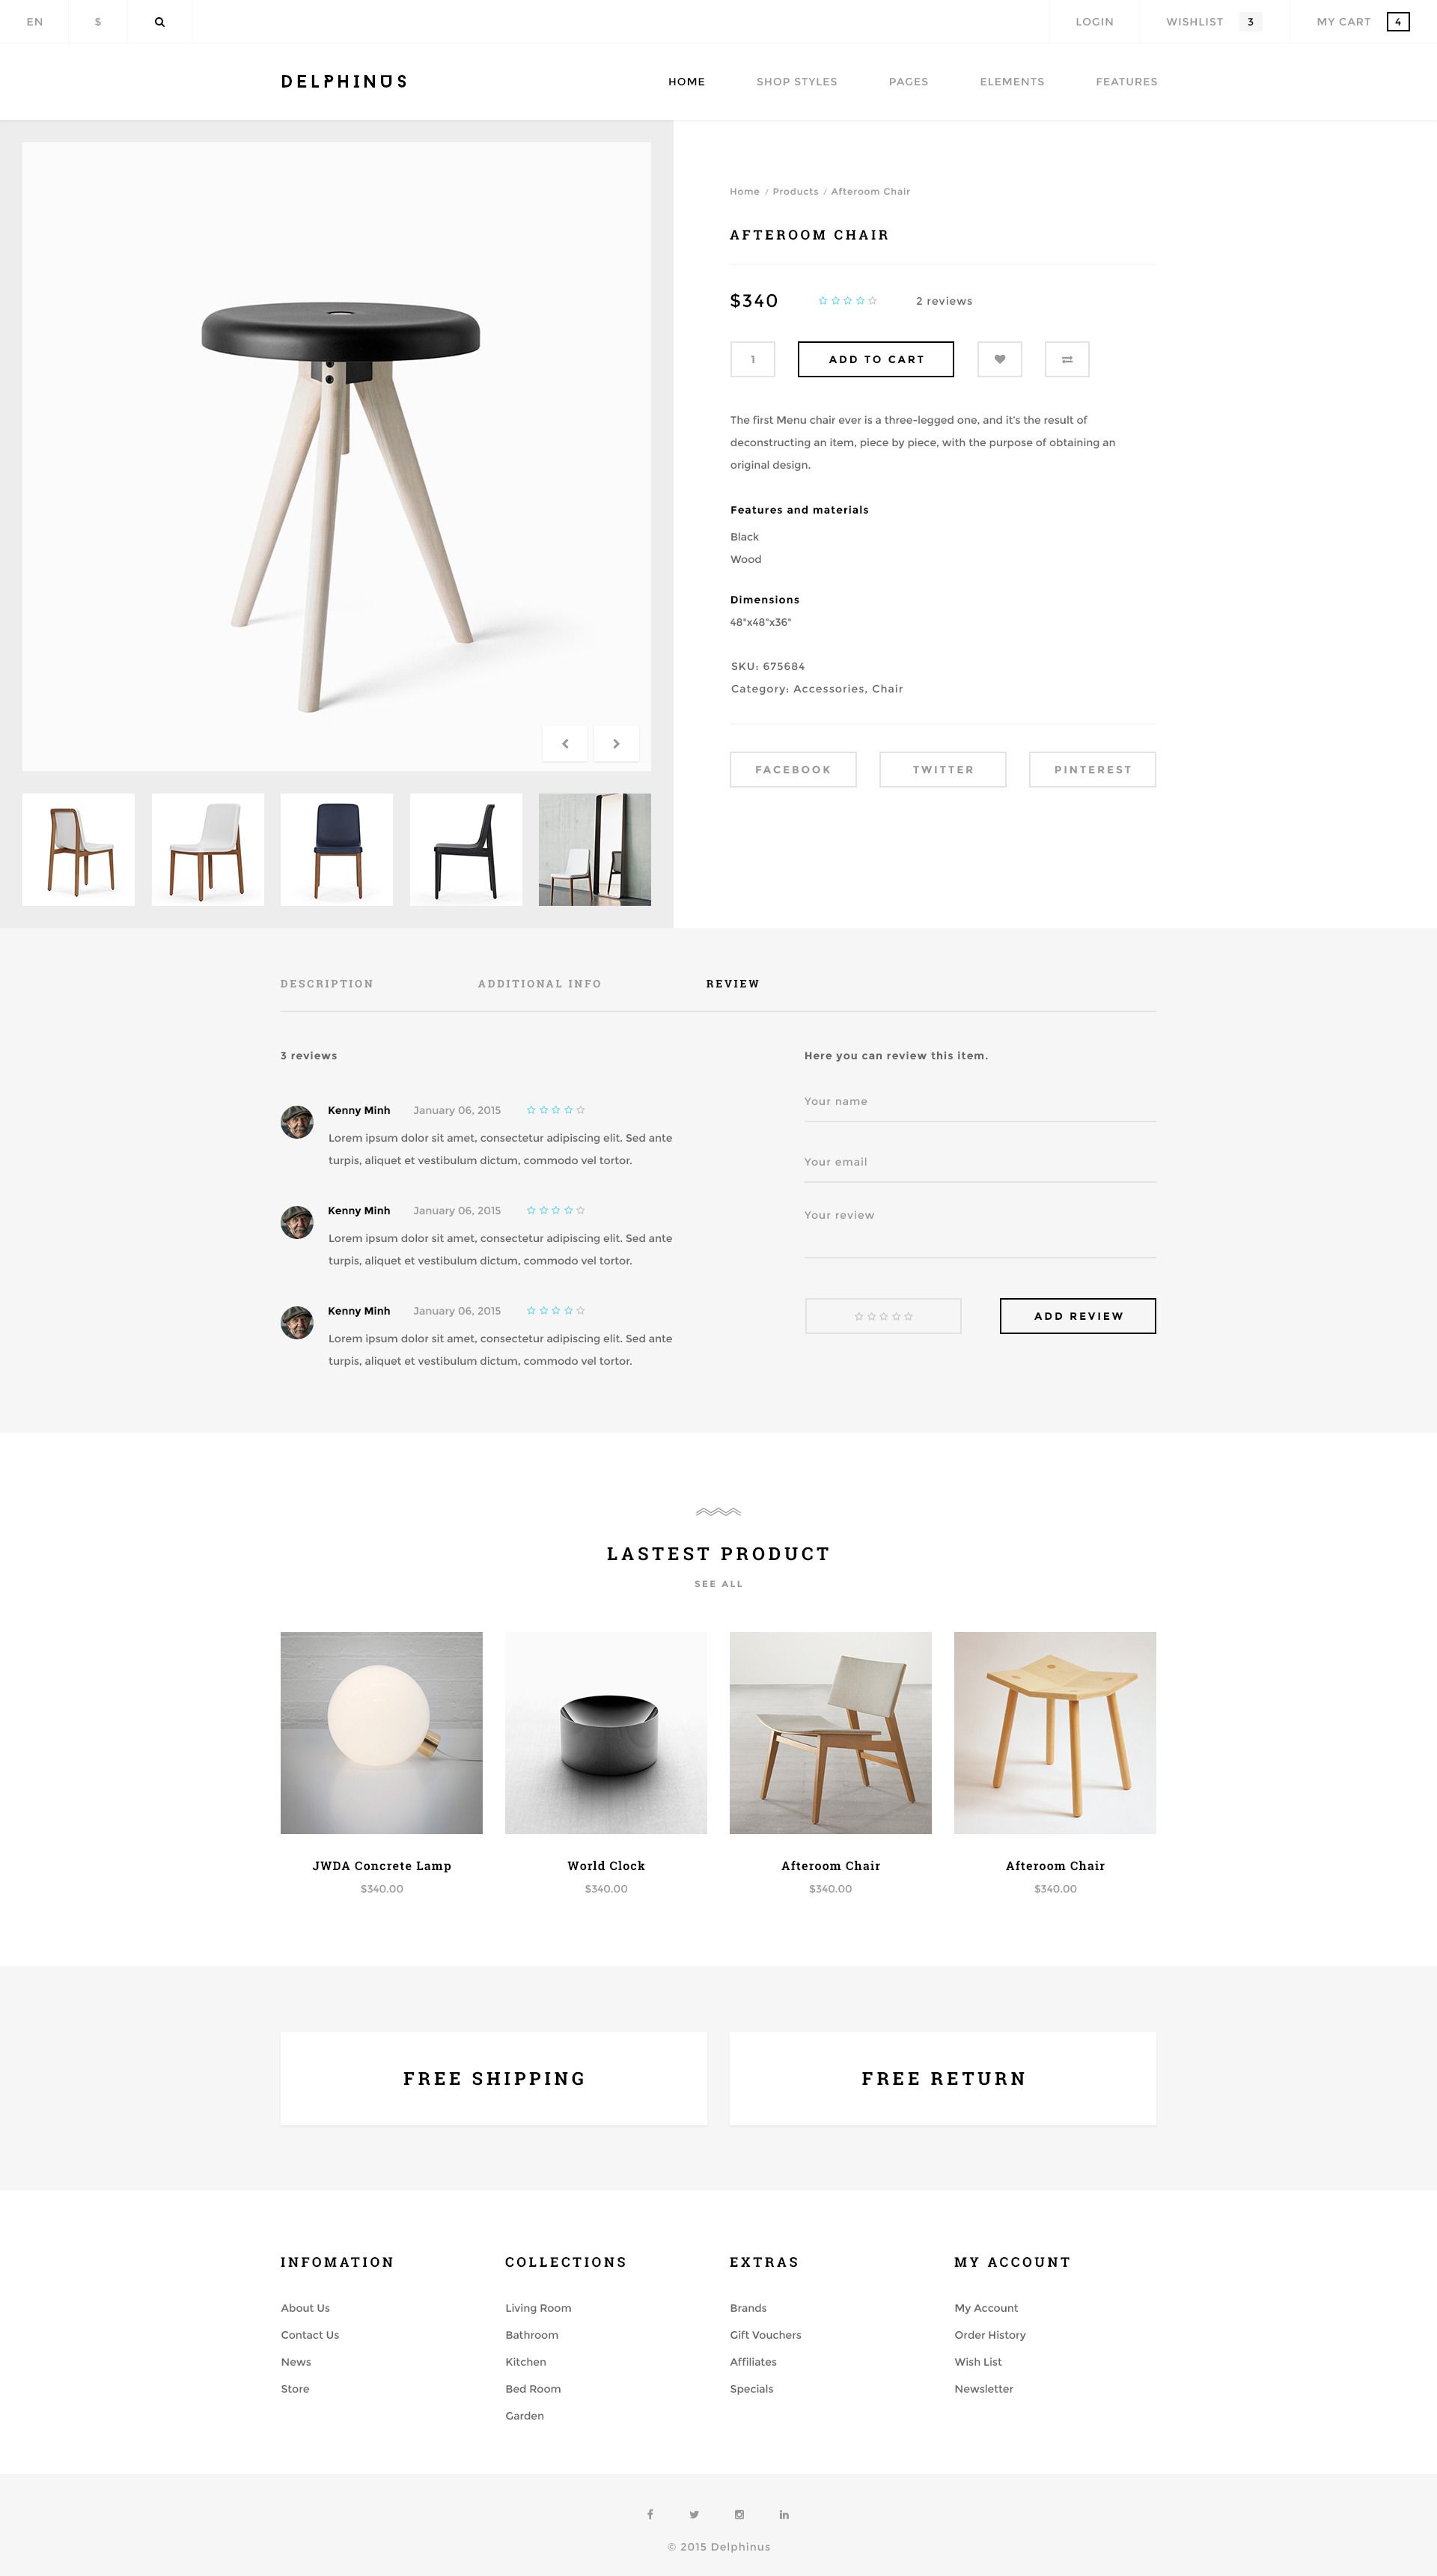 EN $ LOGIN WISHLIST 3 MY CART 4
DELPHINUS HOME SHOP STYLES PAGES ELEMENTS FEATURES
Home / Products / Afteroom Chair
AFTEROOM CHAIR
$340 2 reviews
1 ADD TO CART
The first Menu chair ever is a three-legged one, and it's the result of
deconstructing an item, piece by piece, with the purpose of obtaining an
original design.
Features and materials
Black
Wood
Dimensions
48"x48"x36"
SKU: 675684
Category: Accessories, Chair
FACEBOOK TWITTER PINTEREST
DESCRIPTION ADDITIONAL INFO REVIEW
3 reviews
Kenny Minh January 06, 2015
Lorem ipsum dolor sit amet, consectetur adipiscing elit. Sed ante
turpis, aliquet et vestibulum dictum, commodo vel tortor.
Kenny Minh January 06, 2015
Lorem ipsum dolor sit amet, consectetur adipiscing elit. Sed ante
turpis, aliquet et vestibulum dictum, commodo vel tortor.
Kenny Minh January 06, 2015
Lorem ipsum dolor sit amet, consectetur adipiscing elit. Sed ante
turpis, aliquet et vestibulum dictum, commodo vel tortor.
Here you can review this item.
Your name
Your email
Your review
ADD REVIEW
LASTEST PRODUCT
SEE ALL
JWDA Concrete Lamp
$340.00
World Clock
$340.00
Afteroom Chair
$340.00
Afteroom Chair
$340.00
FREE SHIPPING
FREE RETURN
INFOMATION
About Us
Contact Us
News
Store
COLLECTIONS
Living Room
Bathroom
Kitchen
Bed Room
Garden
EXTRAS
Brands
Gift Vouchers
Affiliates
Specials
MY ACCOUNT
My Account
Order History
Wish List
Newsletter
© 2015 Delphinus